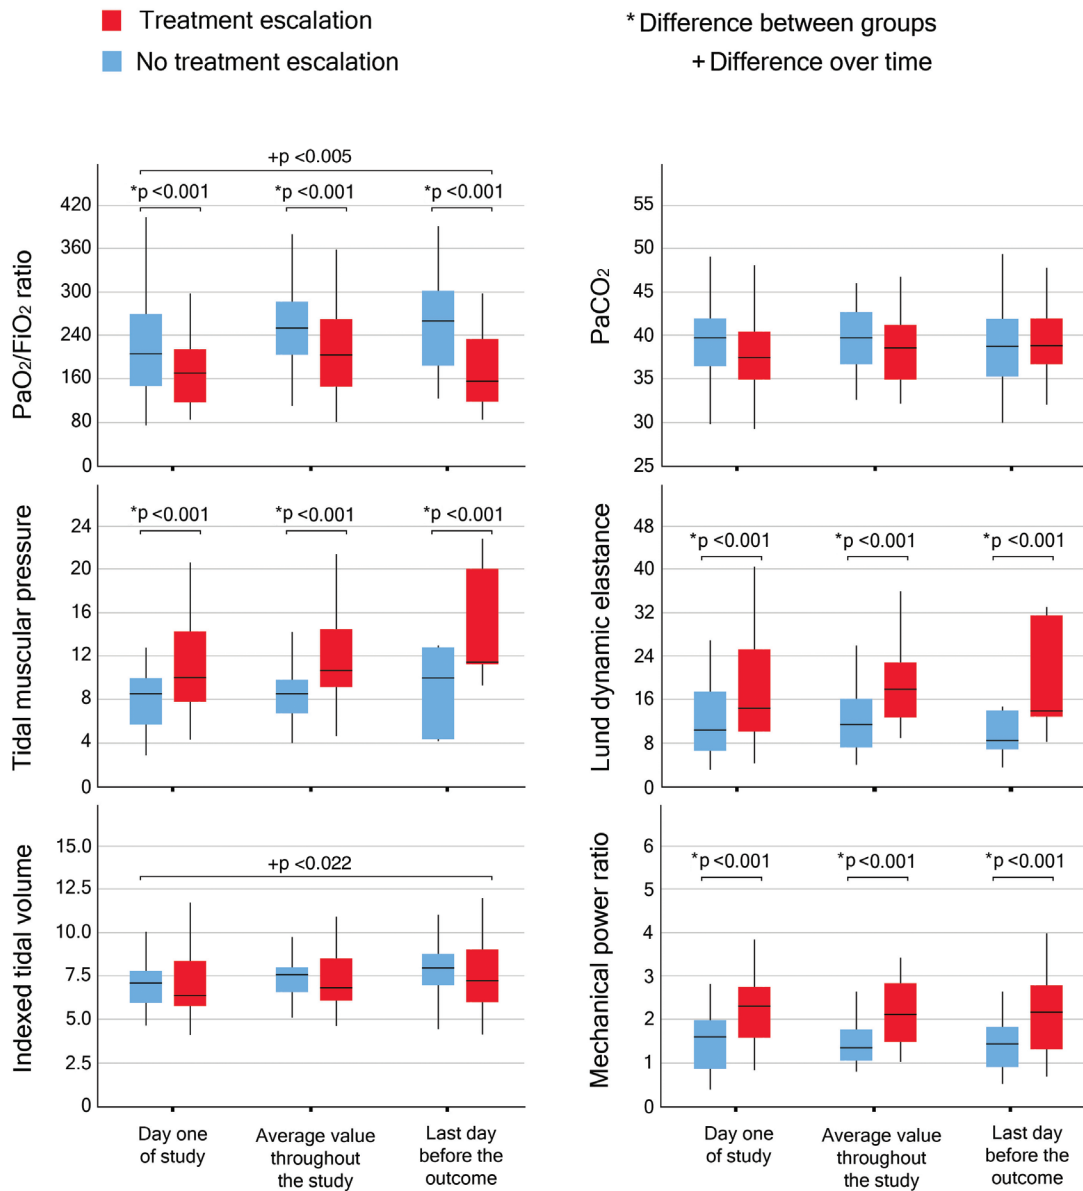 Treatment escalation
No treatment escalation
*Difference between groups
+Difference over time
PaO2/FiO2 ratio
420
360
300
240
160
80
0
+p <0.005
*p <0.001
*p <0.001
*p <0.001
PaCO2
55
50
45
40
35
30
25
Tidal muscular pressure
24
20
16
12
8
4
0
*p <0.001
*p <0.001
*p <0.001
Lund dynamic elastance
48
40
32
24
16
8
0
*p <0.001
*p <0.001
*p <0.001
Indexed tidal volume
15.0
12.5
10.0
7.5
5.0
2.5
0
+p <0.022
Day one
of study
Average value
throughout
the study
Last day
before the
outcome
Mechanical power ratio
6
5
4
3
2
1
0
*p <0.001
*p <0.001
*p <0.001
Day one
of study
Average value
throughout
the study
Last day
before the
outcome